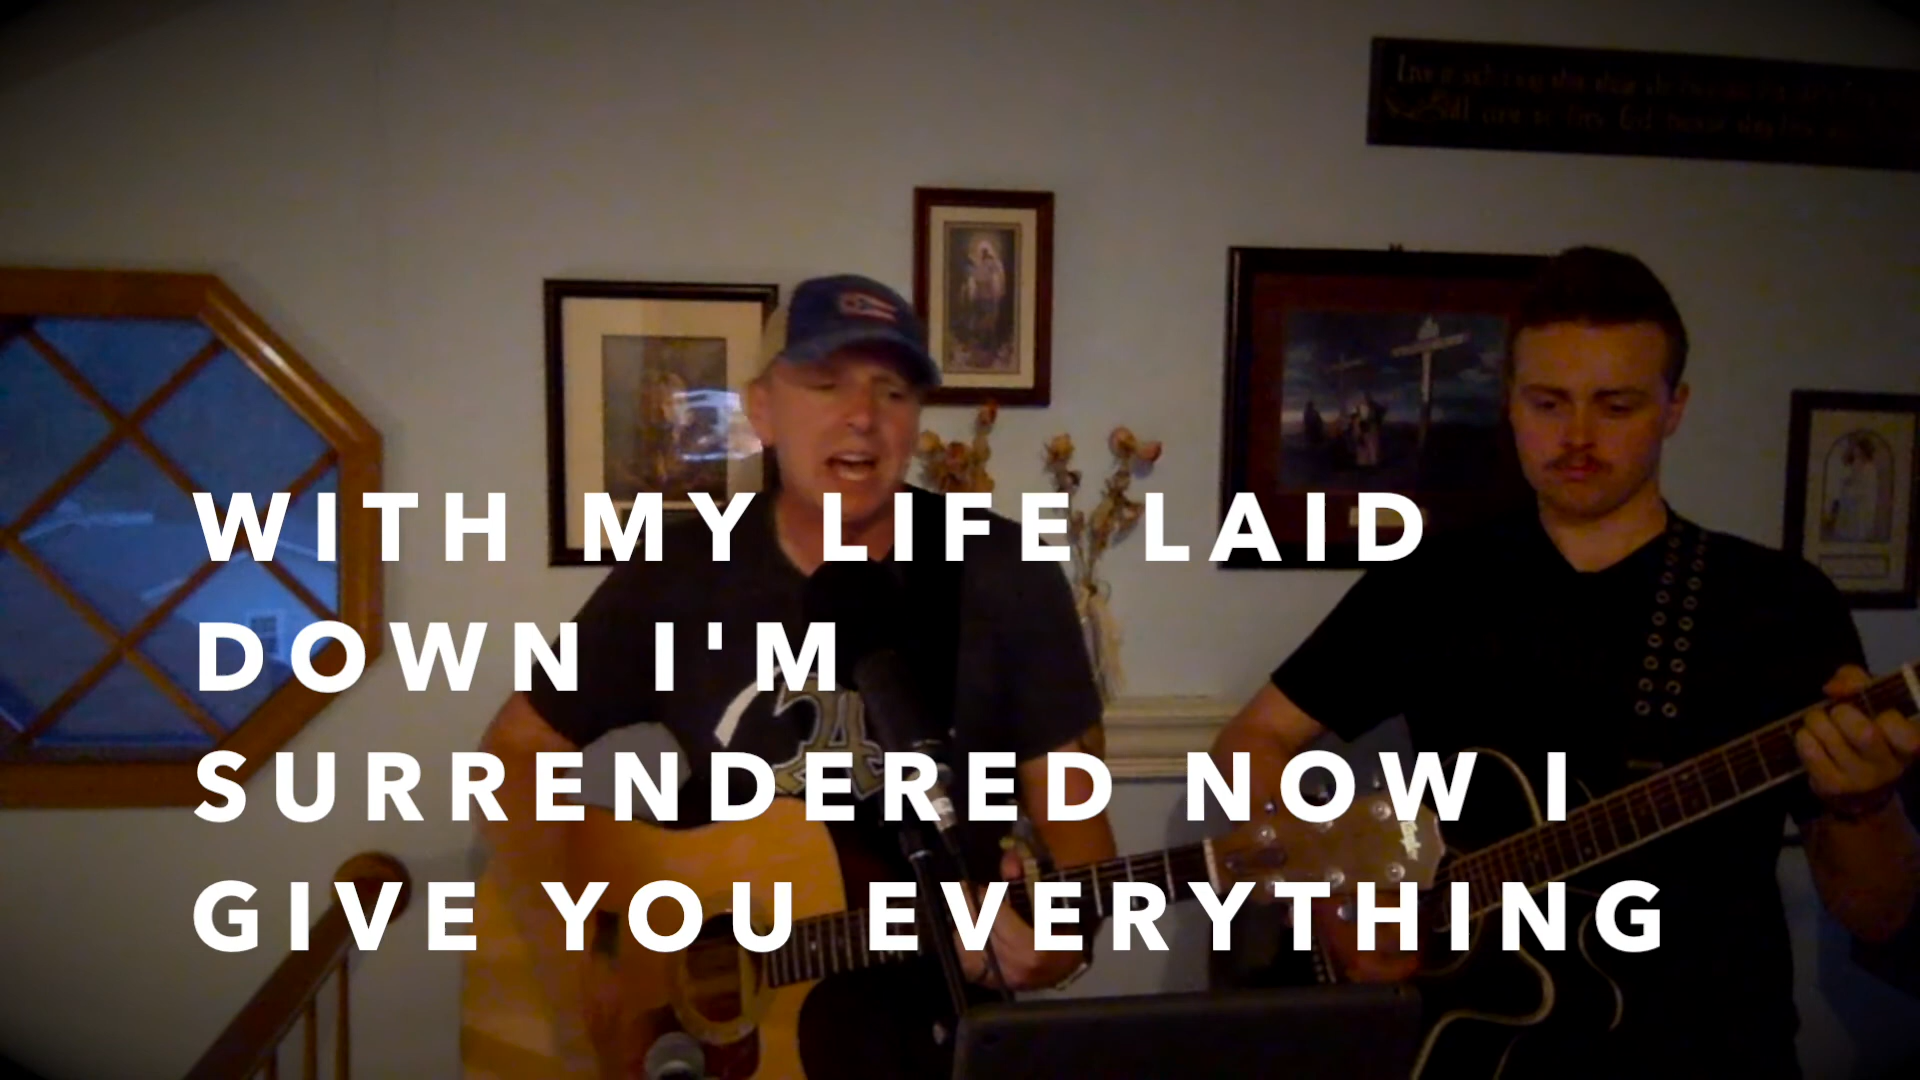 WITH MY LIFE LAID
DOWN I'M
SURRENDERED NOW I
GIVE YOU EVERYTHING